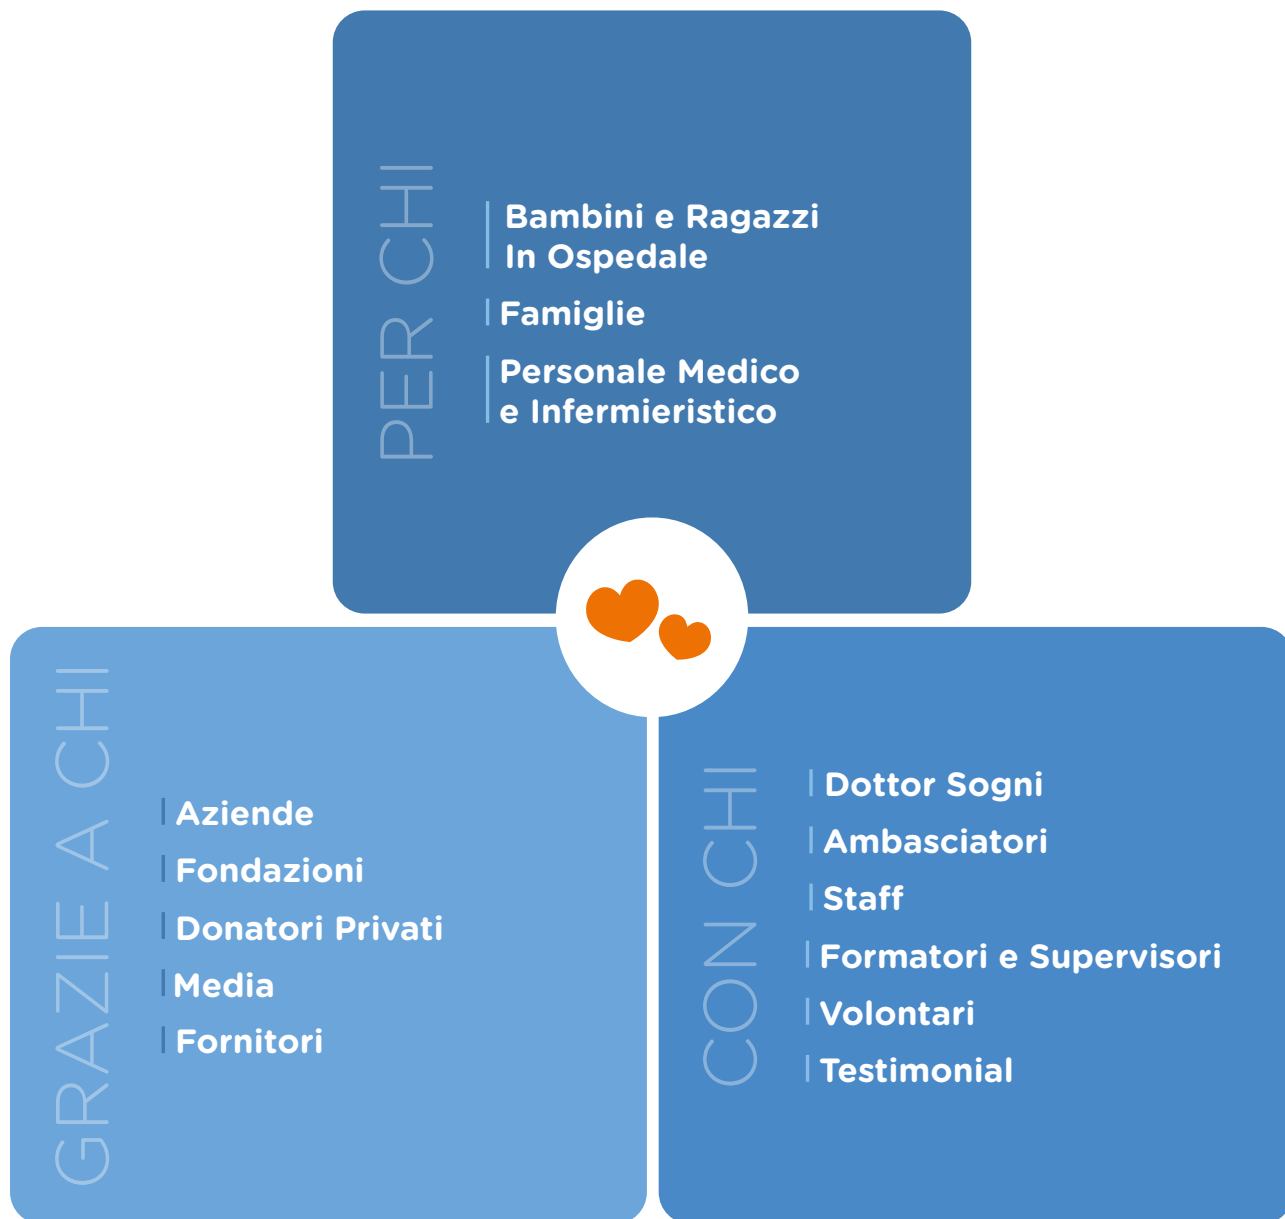 PER CHI
Bambini e Ragazzi
In Ospedale
Famiglie
Personale Medico
e Infermieristico
GRAZIE A CHI
Aziende
Fondazioni
Donatori Privati
Media
Fornitori
CON CHI
Dottor Sogni
Ambasciatori
Staff
Formatori e Supervisori
Volontari
Testimonial